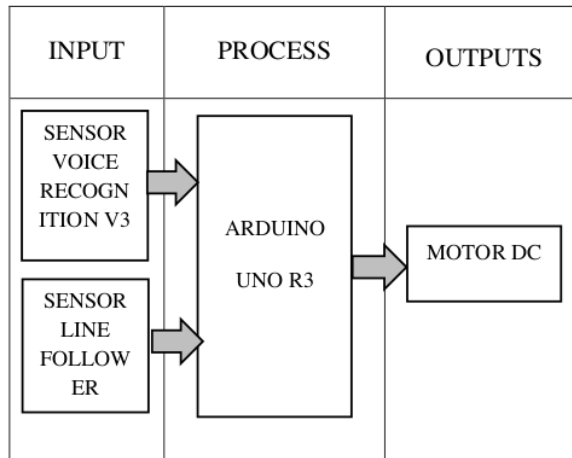 INPUT
PROCESS
OUTPUTS
SENSOR
VOICE
RECOGN
ITION V3
SENSOR
LINE
FOLLOW
ER
ARDUINO
UNO R3
MOTOR DC